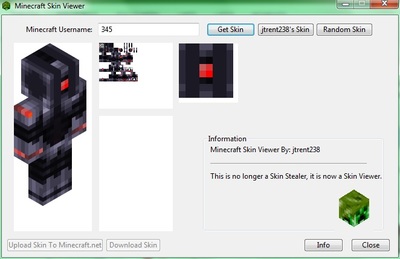 Minecraft Skin Viewer
Minecraft Username: 345 Get Skin jtrent238's Skin Random Skin
Information
Minecraft Skin Viewer By: jtrent238
This is no longer a Skin Stealer, it is now a Skin Viewer.
Upload Skin To Minecraft.net Download Skin Info Close